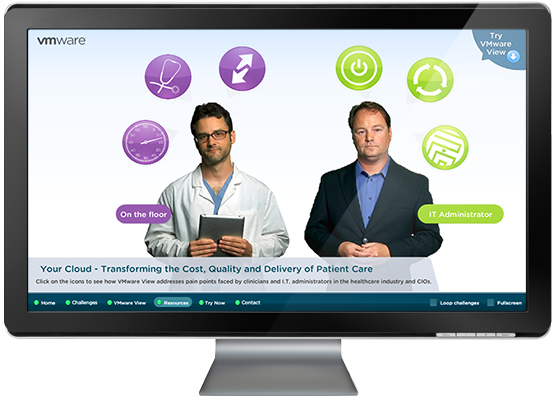 vmware
Try
VMware
View
On the floor
IT Administrator
Your Cloud - Transforming the Cost, Quality and Delivery of Patient Care
Click on the icons to see how VMware View addresses pain points faced by clinicians and I.T. administrators in the healthcare industry and CIOs.
Home Challenges VMware View Resources Try Now Contact Loop challenges Fullscreen